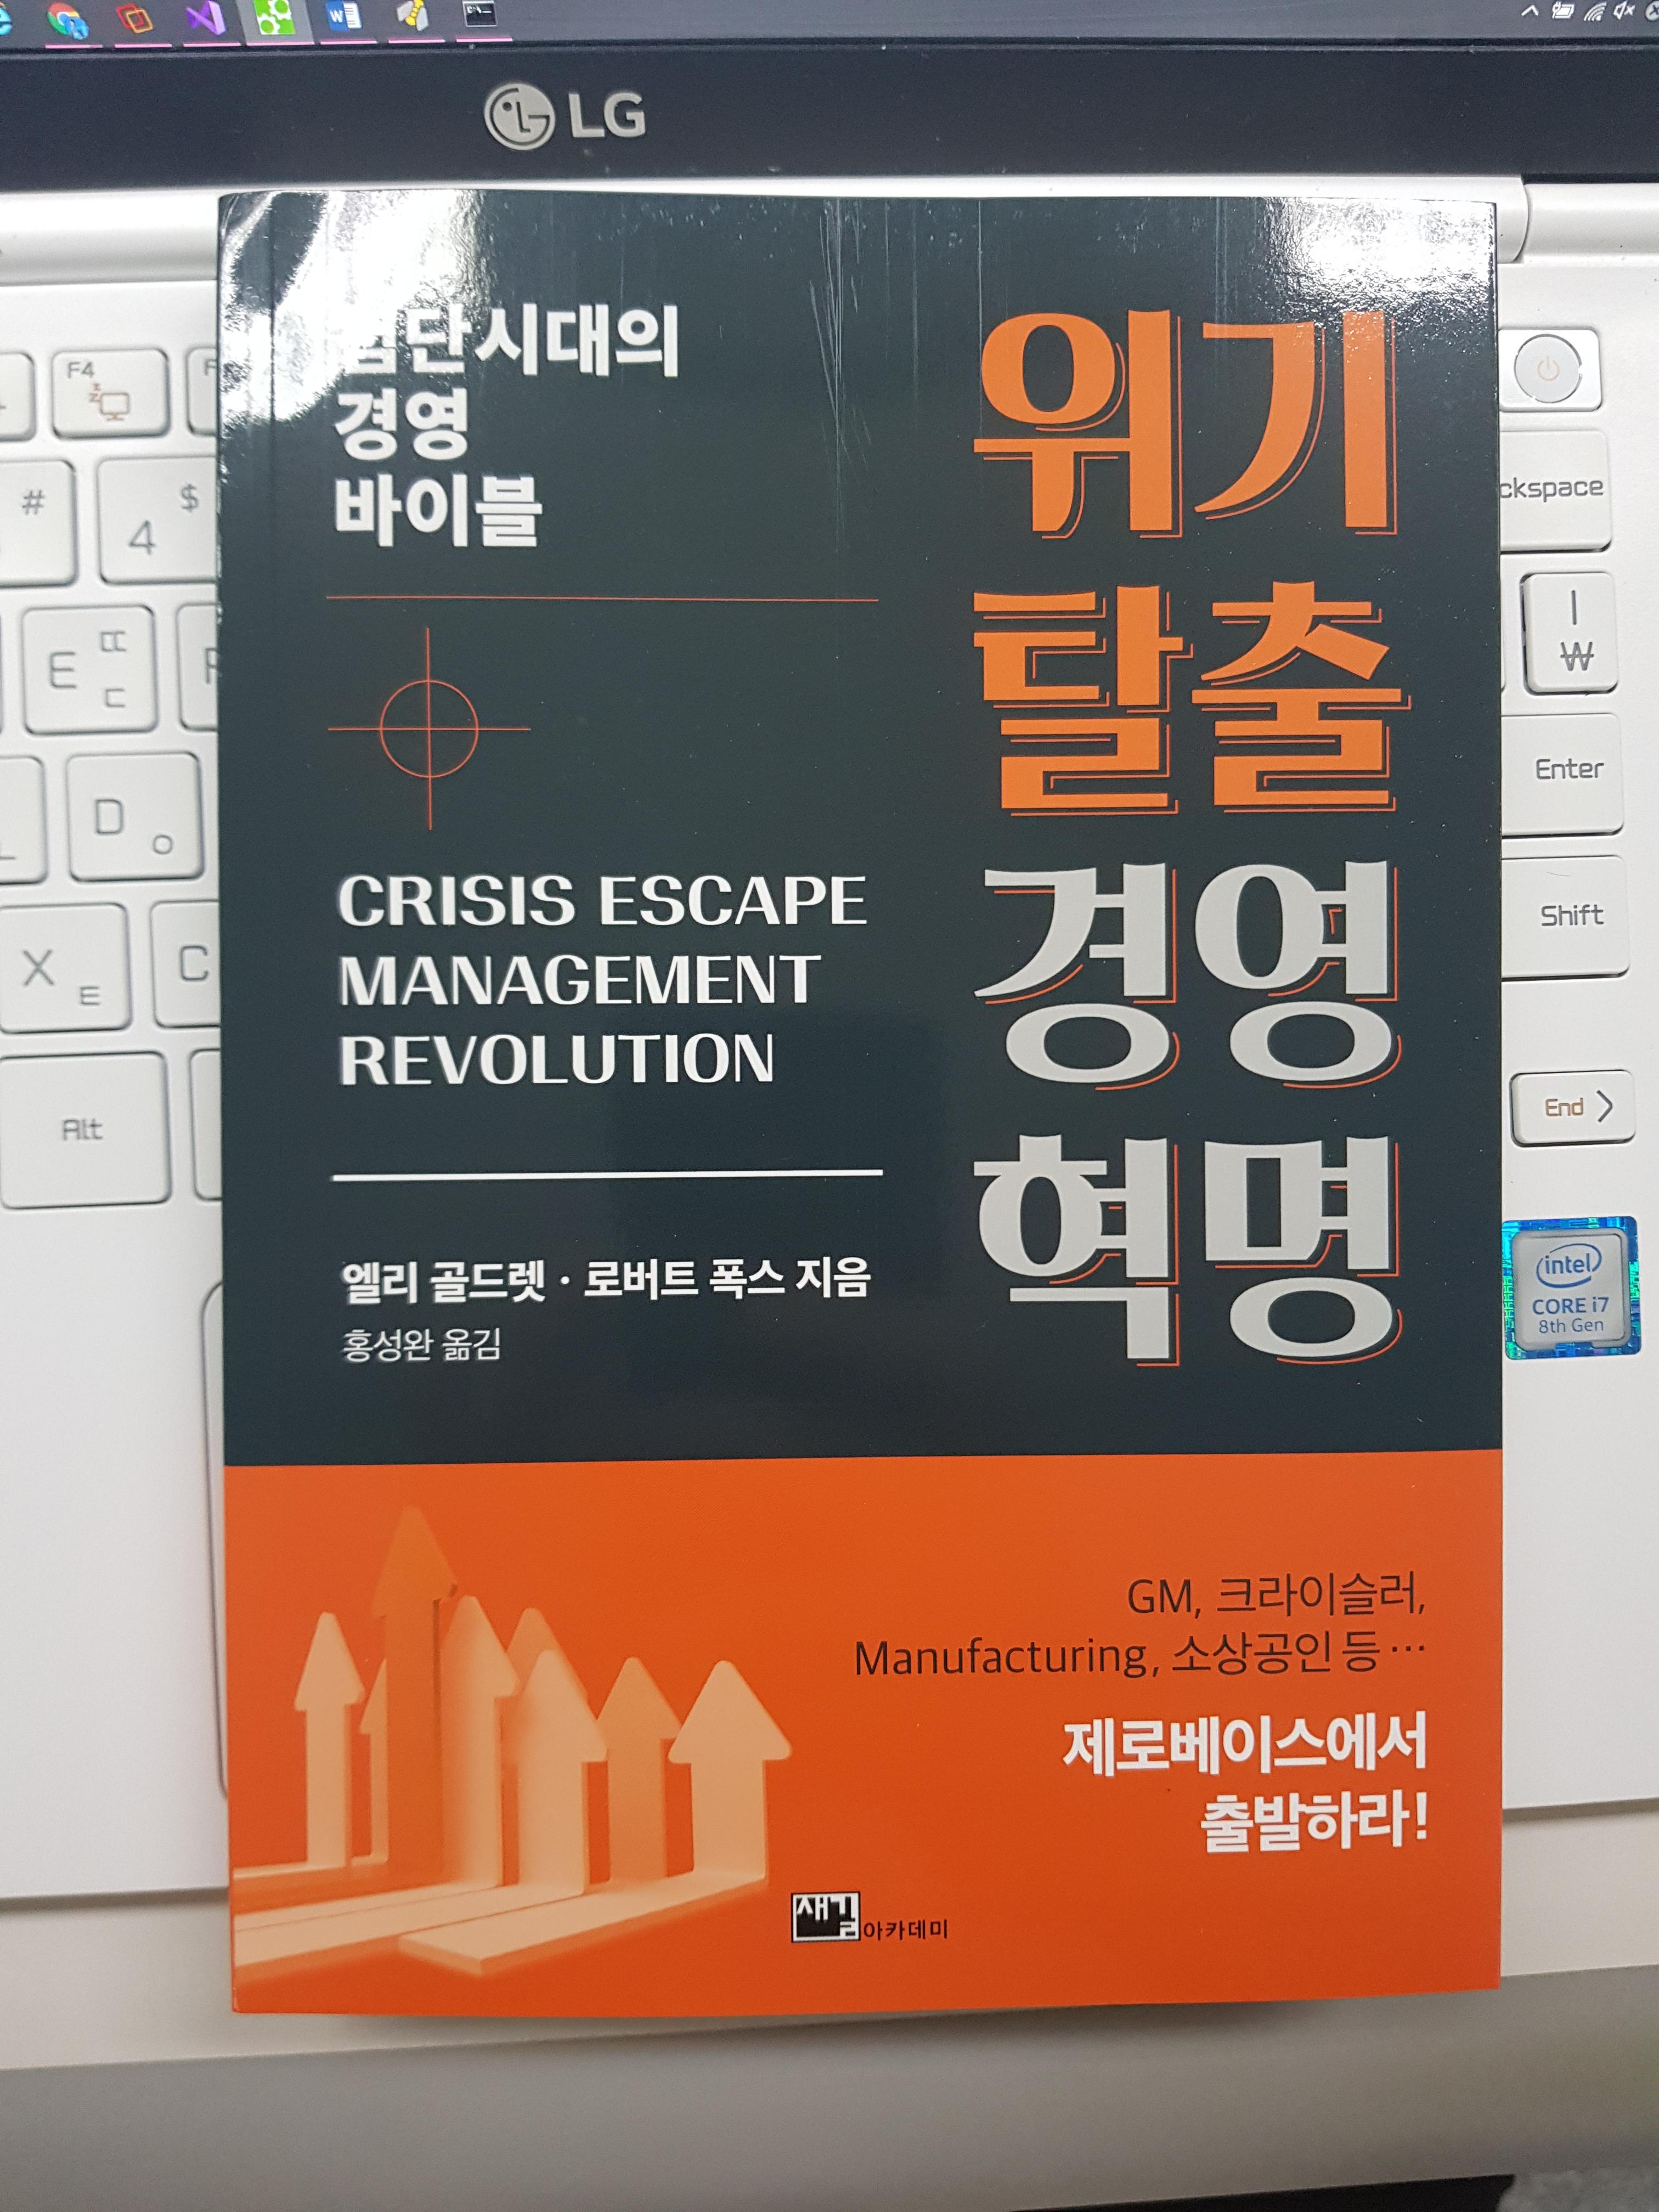 LG
시대의
경영
바이블
위기
탈출
경영
혁명
CRISIS ESCAPE
MANAGEMENT
REVOLUTION
엘리 골드렛 · 로버트 폭스 지음
홍성완 옮김
GM, 크라이슬러,
Manufacturing, 소상공인 등…
제로베이스에서
출발하라!
새길아카데미
F4
#
$
4
E ㄸ
ㄷ
D ㅇ
X ㅌ
C
Alt
ckspace
|
₩
Enter
Shift
End >
intel
CORE i7
8th Gen